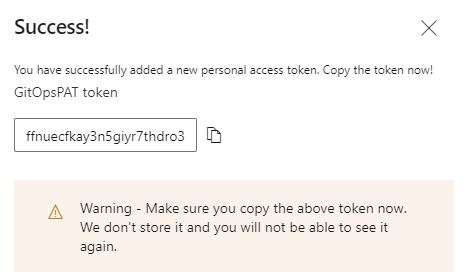 Success!
You have successfully added a new personal access token. Copy the token now!
GitOpsPAT token
ffnuecfkay3n5giyr7thdro3
Warning - Make sure you copy the above token now.
We don't store it and you will not be able to see it
again.